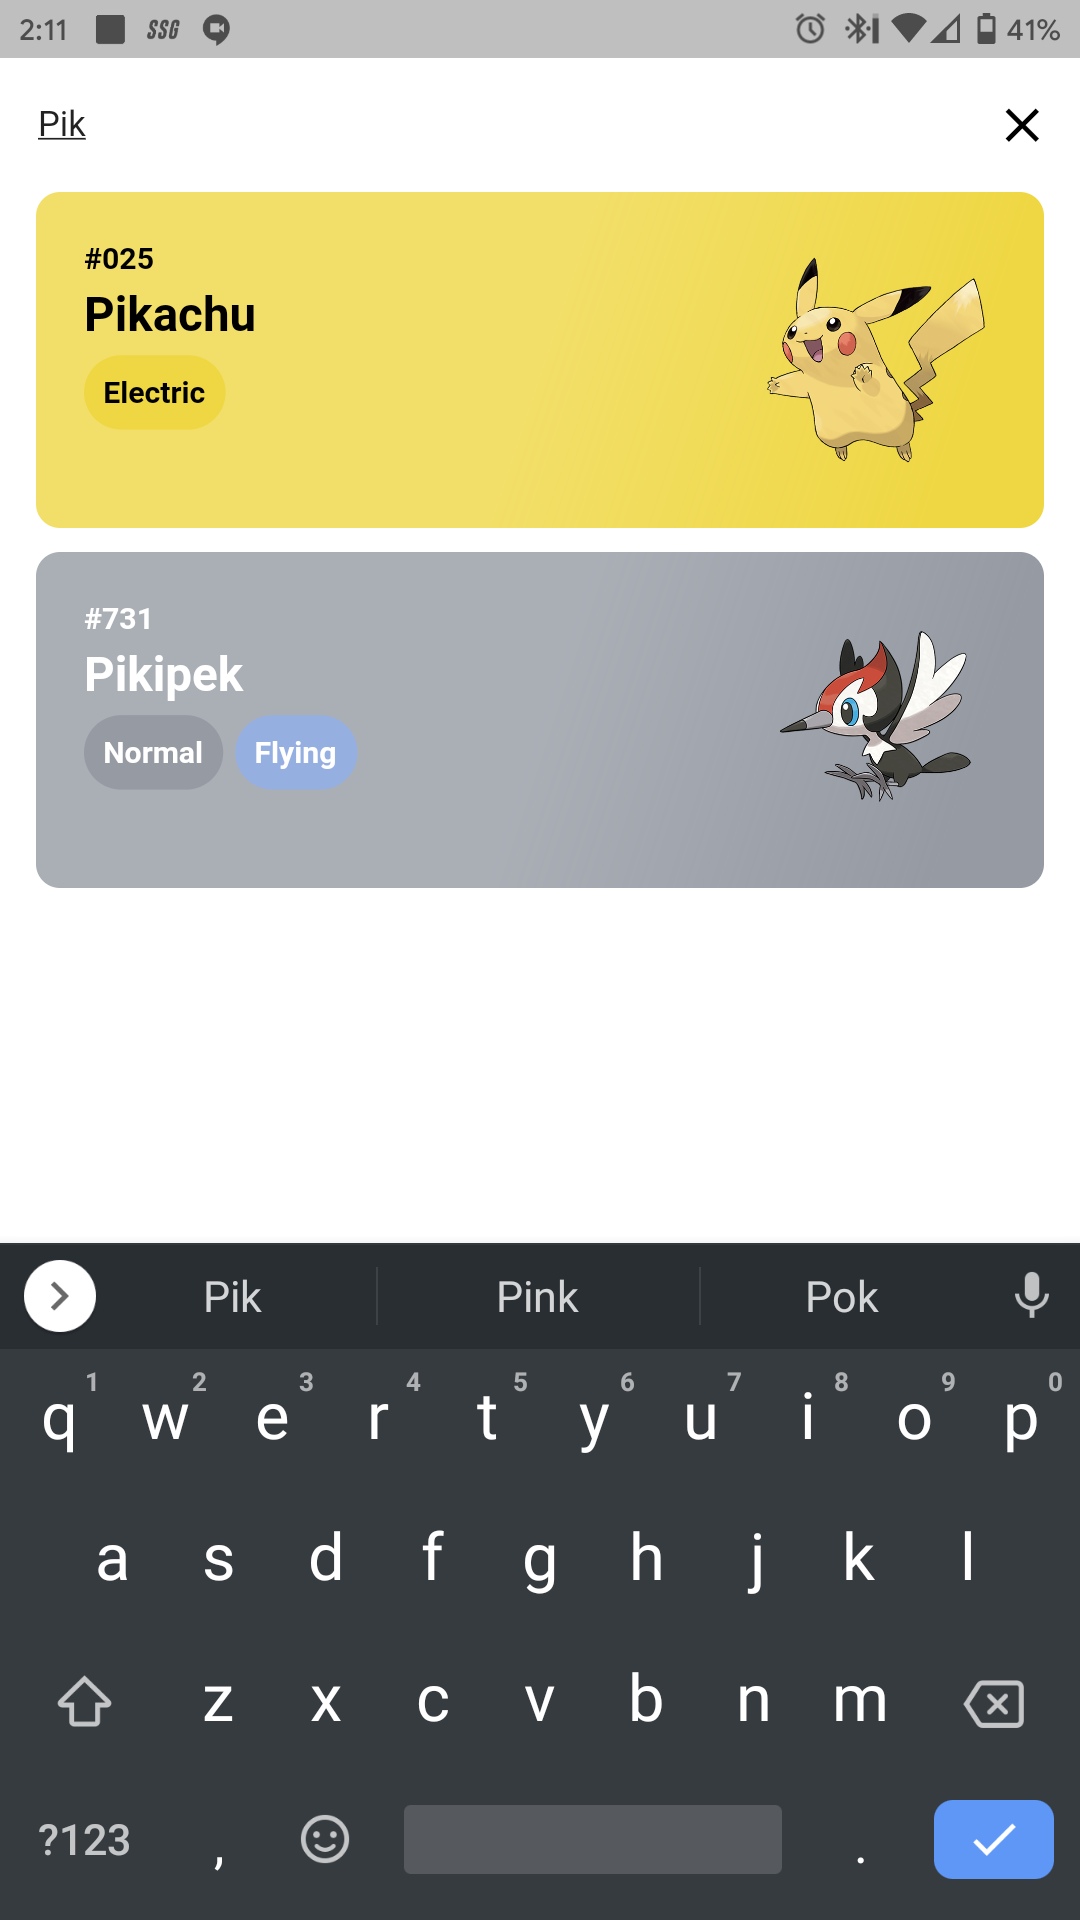 2:11 SSG 41%
Pik
#025
Pikachu
Electric
#731
Pikipek
Normal Flying
Pik Pink Pok
1 2 3 4 5 6 7 8 9 0
q w e r t y u i o p
a s d f g h j k l
z x c v b n m
?123 , .